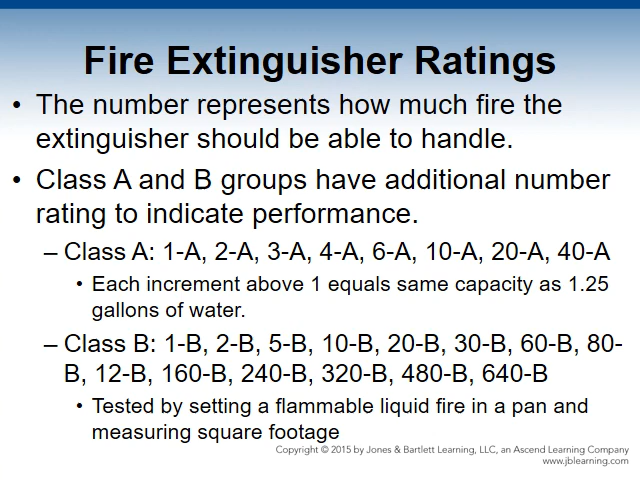 Fire Extinguisher Ratings
• The number represents how much fire the
extinguisher should be able to handle.
• Class A and B groups have additional number
rating to indicate performance.
– Class A: 1-A, 2-A, 3-A, 4-A, 6-A, 10-A, 20-A, 40-A
• Each increment above 1 equals same capacity as 1.25
gallons of water.
– Class B: 1-B, 2-B, 5-B, 10-B, 20-B, 30-B, 60-B, 80-
B, 12-B, 160-B, 240-B, 320-B, 480-B, 640-B
• Tested by setting a flammable liquid fire in a pan and
measuring square footage
Copyright © 2015 by Jones & Bartlett Learning, LLC, an Ascend Learning Company
www.jblearning.com